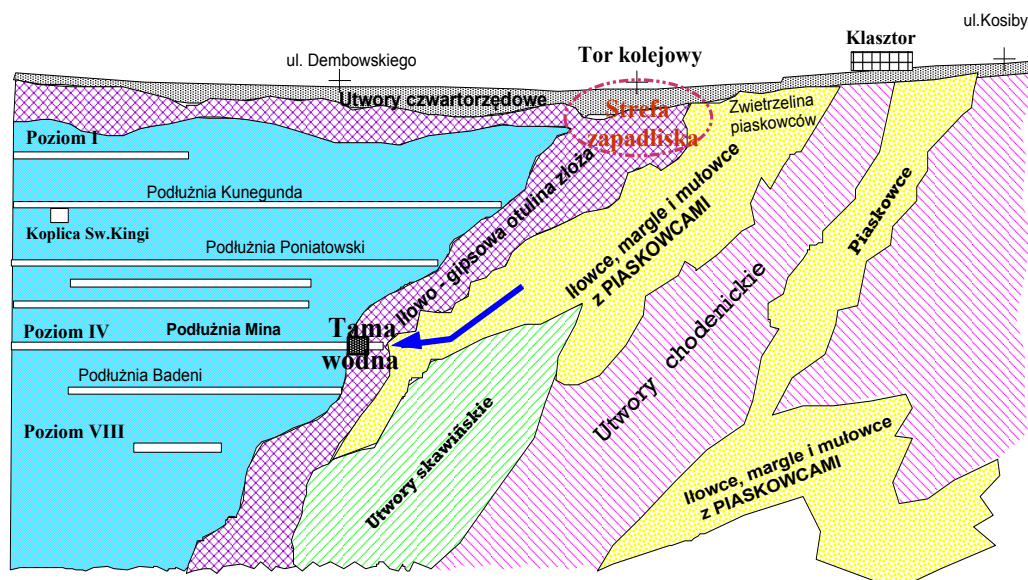 ul.Kosiby
Klasztor
ul. Dembowskiego
Tor kolejowy
Utwory czwartorzędowe
Strefa
zapadliska
Zwietrzelina
piaskowców
Poziom I
Podłużnia Kunegunda
Koplica Sw.Kingi
Podłużnia Poniatowski
Iłowo - gipsowa otulina złoża
Iłowce, margle i mułowce
z PIASKOWCAMI
Piaskowce
Poziom IV
Podłużnia Mina
Tama
wodna
Podłużnia Badeni
Poziom VIII
Utwory skawińskie
Utwory chodenickie
Iłowce, margle i mułowce
z PIASKOWCAMI